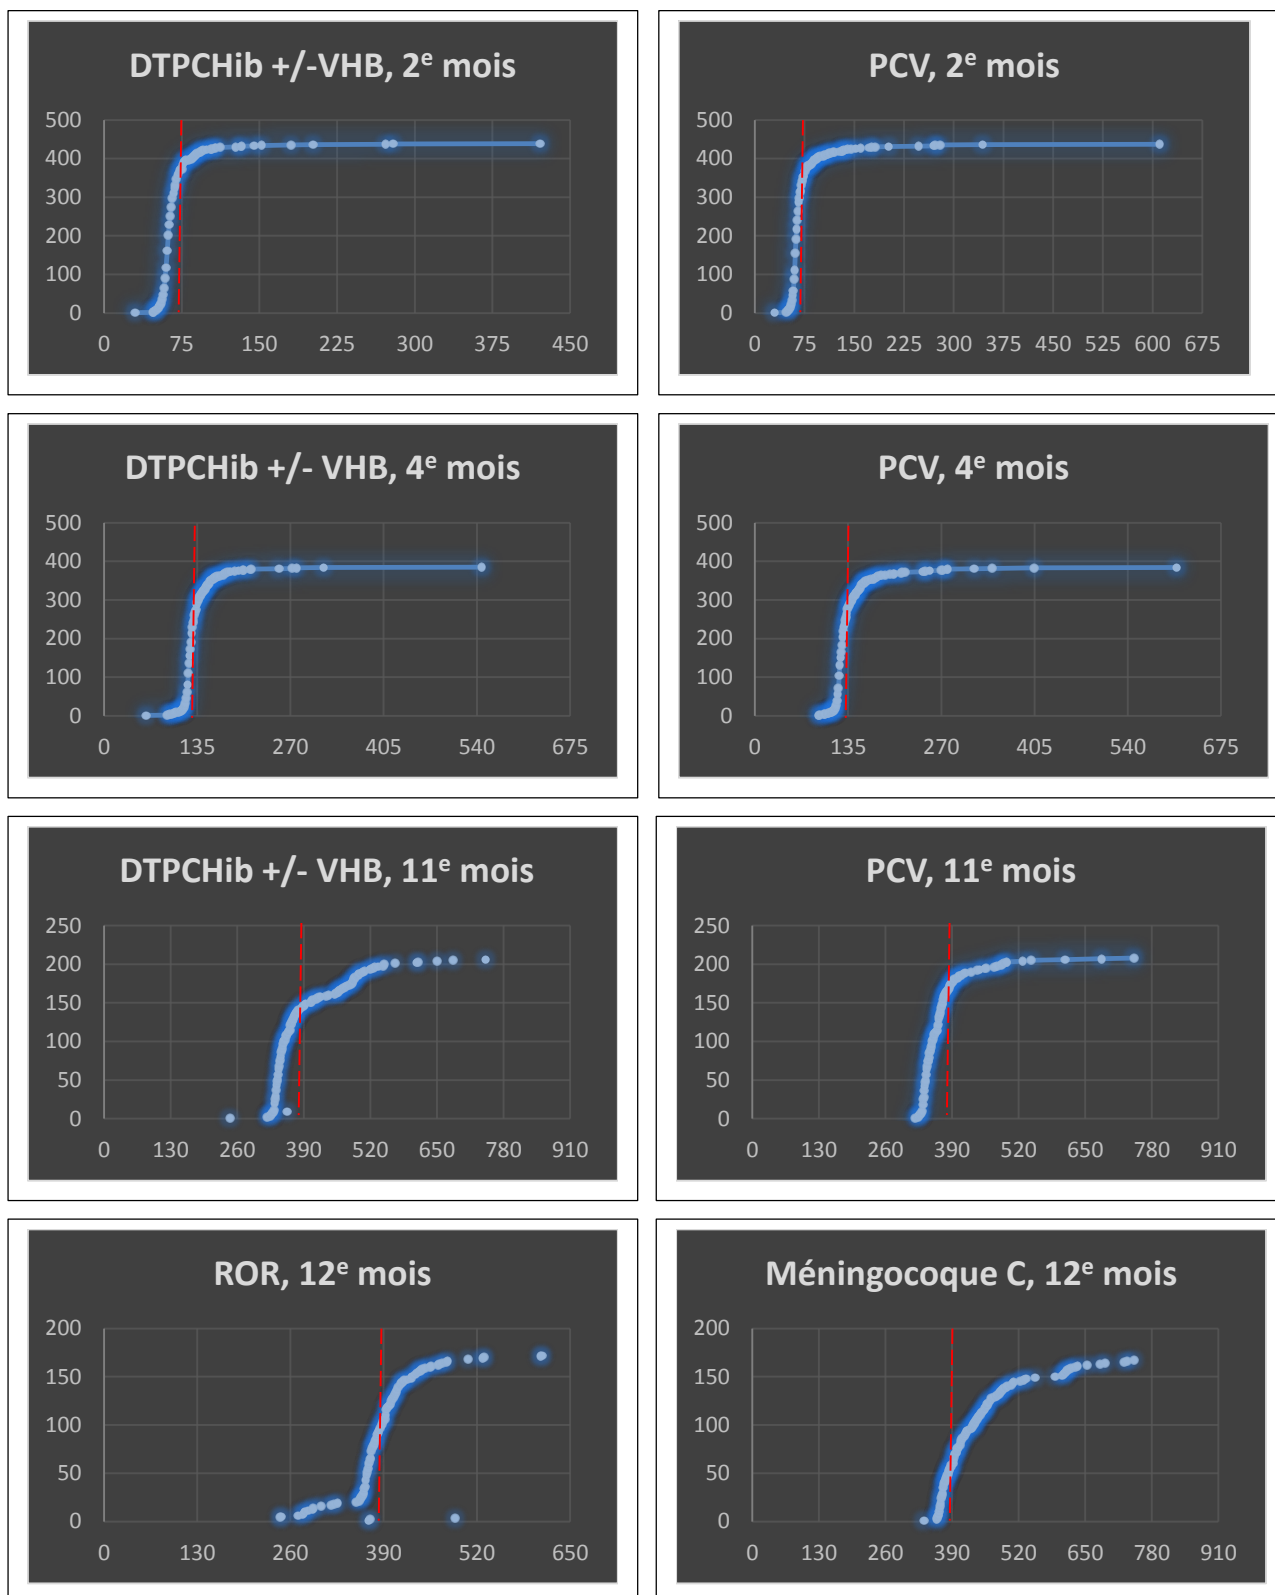 DTPCHib +/-VHB, 2e mois
500
400
300
200
100
0
0 75 150 225 300 375 450
PCV, 2e mois
500
400
300
200
100
0
0 75 150 225 300 375 450 525 600 675
DTPCHib +/- VHB, 4e mois
500
400
300
200
100
0
0 135 270 405 540 675
PCV, 4e mois
500
400
300
200
100
0
0 135 270 405 540 675
DTPCHib +/- VHB, 11e mois
250
200
150
100
50
0
0 130 260 390 520 650 780 910
PCV, 11e mois
250
200
150
100
50
0
0 130 260 390 520 650 780 910
ROR, 12e mois
200
150
100
50
0
0 130 260 390 520 650
Méningocoque C, 12e mois
200
150
100
50
0
0 130 260 390 520 650 780 910